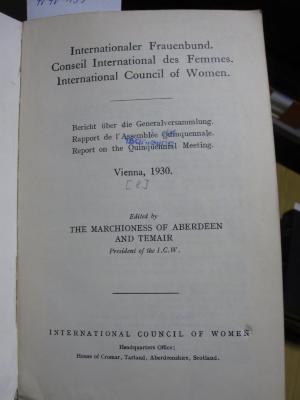 Internationaler Frauenbund.
Conseil International des Femmes.
International Council of Women.
Bericht über die Generalversammlung.
Rapport de l'Assemblée Quinquennale.
Report on the Quinquennial Meeting.
Vienna, 1930.
Edited by
THE MARCHIONESS OF ABERDEEN
AND TEMAIR
President of the I.C.W.
INTERNATIONAL COUNCIL OF WOMEN
Headquarters Office:
House of Cromar, Tarland, Aberdeenshire, Scotland.